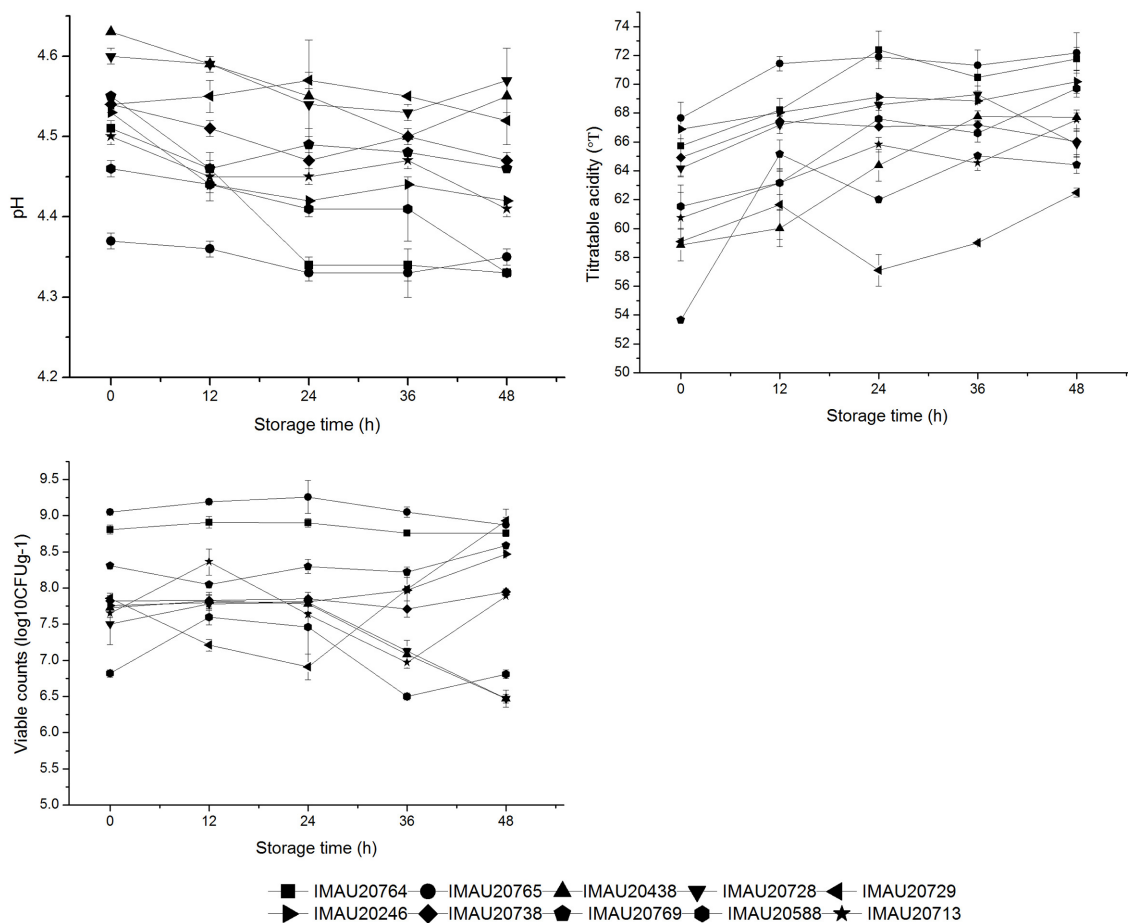 4.6
4.5
4.4
4.3
4.2
pH
0 12 24 36 48
Storage time (h)
72
70
68
66
64
62
60
58
56
54
52
50
Titratable acidity (°T)
0 12 24 36 48
Storage time (h)
9.5
9.0
8.5
8.0
7.5
7.0
6.5
6.0
5.5
5.0
Viable counts (log10CFUg-1)
0 12 24 36 48
Storage time (h)
IMAU20764 IMAU20765 IMAU20438 IMAU20728 IMAU20729
IMAU20246 IMAU20738 IMAU20769 IMAU20588 IMAU20713